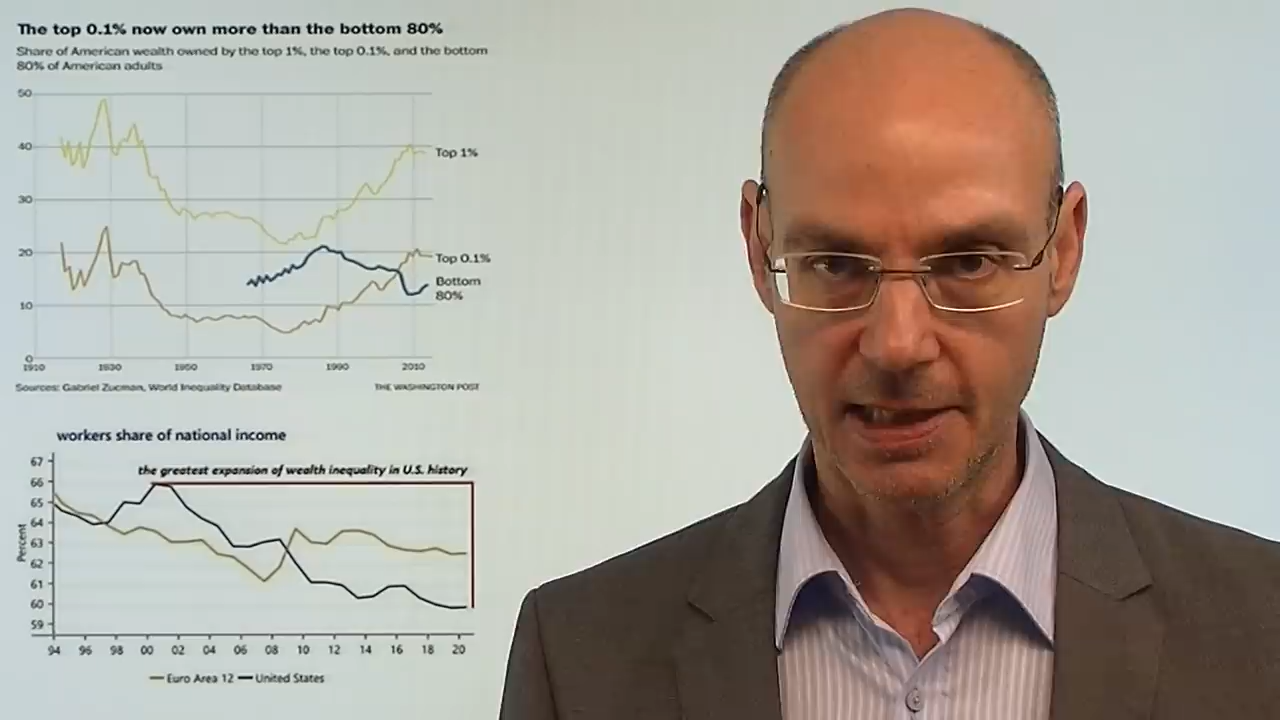 The top 0.1% now own more than the bottom 80%
Share of American wealth owned by the top 1%, the top 0.1%, and the bottom
80% of American adults
50
40
30
20
10
0
Top 1%
Top 0.1%
Bottom
80%
1910 1930 1950 1970 1990 2010
Sources: Gabriel Zucman, World Inequality Database THE WASHINGTON POST
workers share of national income
the greatest expansion of wealth inequality in U.S. history
Percent
67
66
65
64
63
62
61
60
59
94 96 98 00 02 04 06 08 10 12 14 16 18 20
Euro Area 12 United States